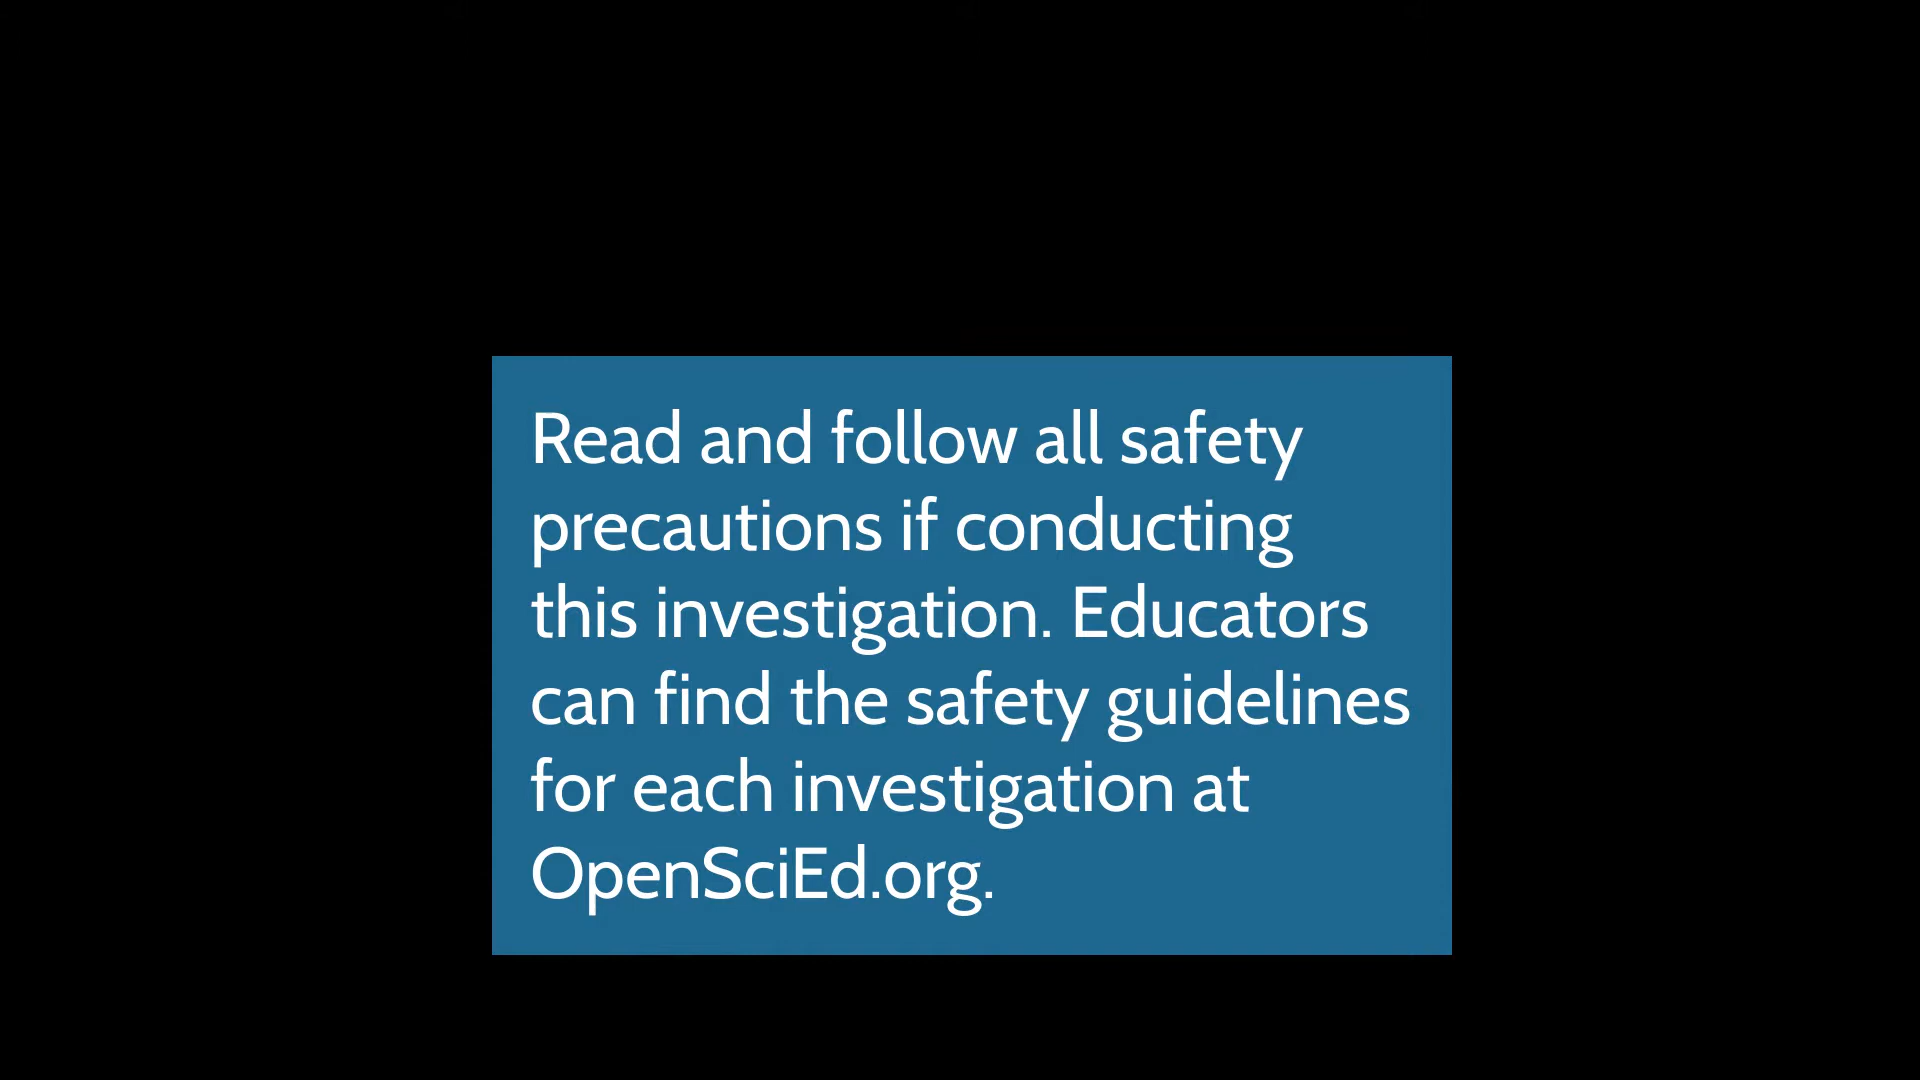 Read and follow all safety
precautions if conducting
this investigation. Educators
can find the safety guidelines
for each investigation at
OpenSciEd.org.